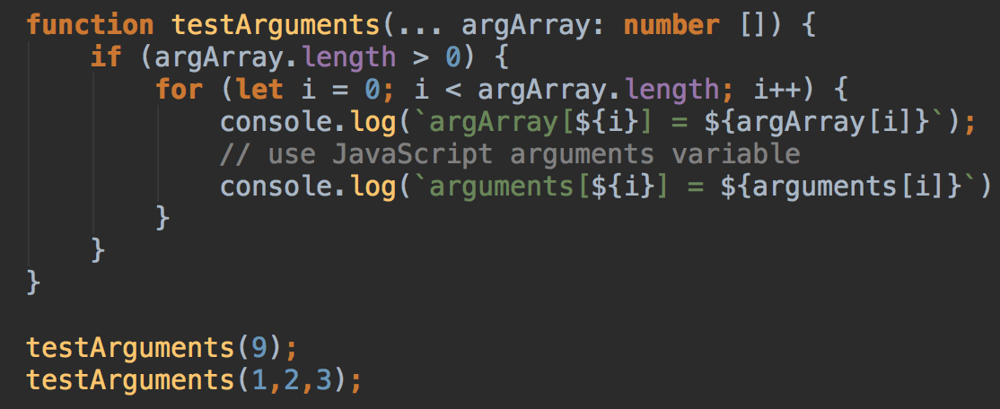 function testArguments(... argArray: number []) {
    if (argArray.length > 0) {
        for (let i = 0; i < argArray.length; i++) {
            console.log(`argArray[${i}] = ${argArray[i]}`);
            // use JavaScript arguments variable
            console.log(`arguments[${i}] = ${arguments[i]}`)
        }
    }
}
testArguments(9);
testArguments(1,2,3);